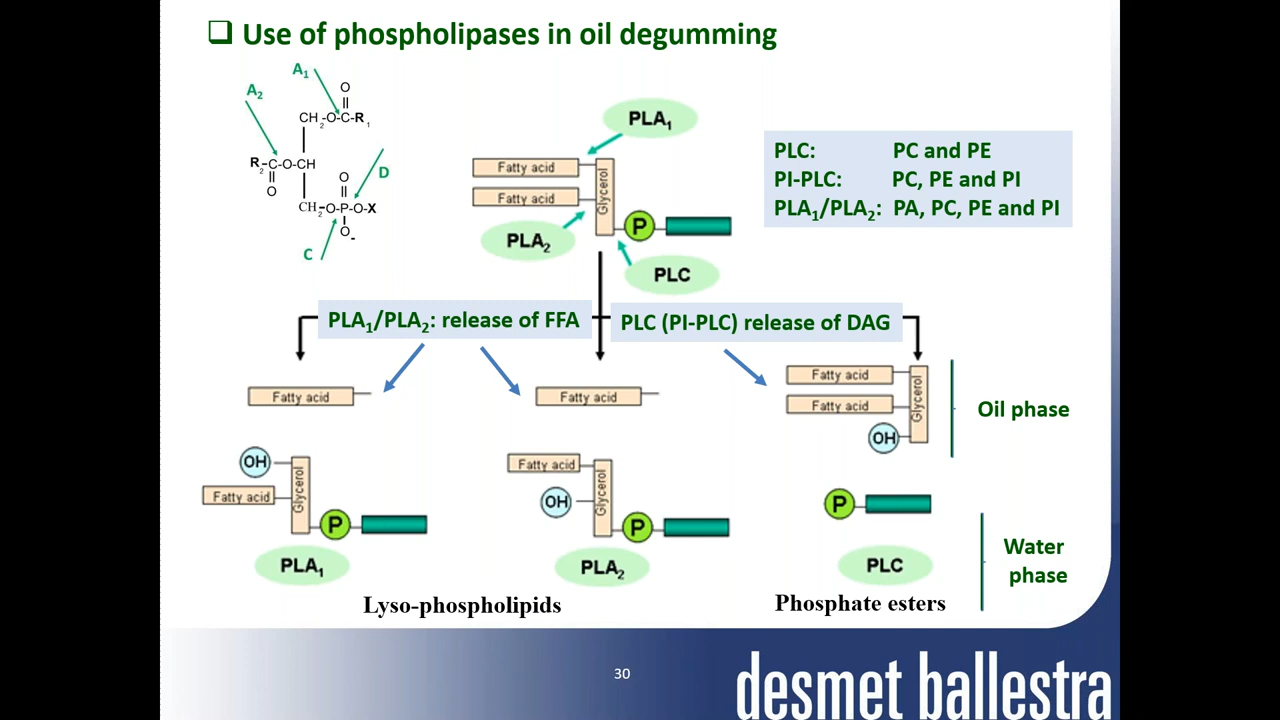 ❑ Use of phospholipases in oil degumming
A1
A2
O
CH2-O-C-R1
R2-C-O-CH
O
O
D
CH2-O-P-O-X
O-
C
PLA1
Fatty acid
Fatty acid
Glycerol
P
PLA2
PLC
PLC: PC and PE
PI-PLC: PC, PE and PI
PLA1/PLA2: PA, PC, PE and PI
PLA1/PLA2: release of FFA
PLC (PI-PLC) release of DAG
Fatty acid
Fatty acid
Fatty acid
Fatty acid
Glycerol
OH
Oil phase
OH
Fatty acid
Glycerol
P
PLA1
Fatty acid
OH
Glycerol
P
PLA2
P
PLC
Water
phase
Lyso-phospholipids
Phosphate esters
30
desmet ballestra